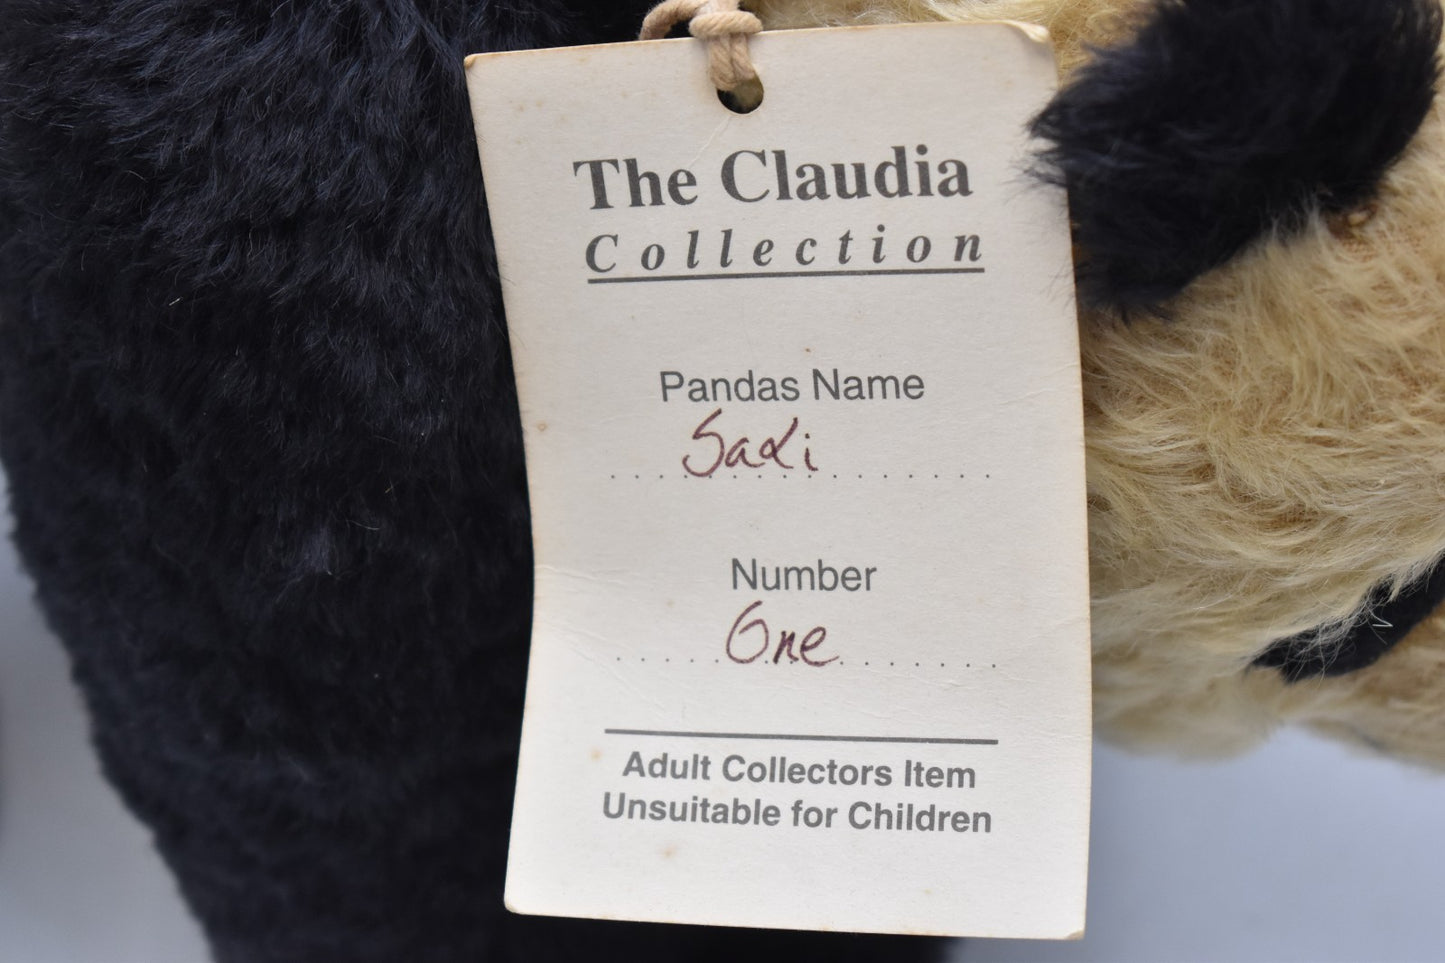 The Claudia
Collection
Pandas Name
Sadi
Number
One
Adult Collectors Item
Unsuitable for Children